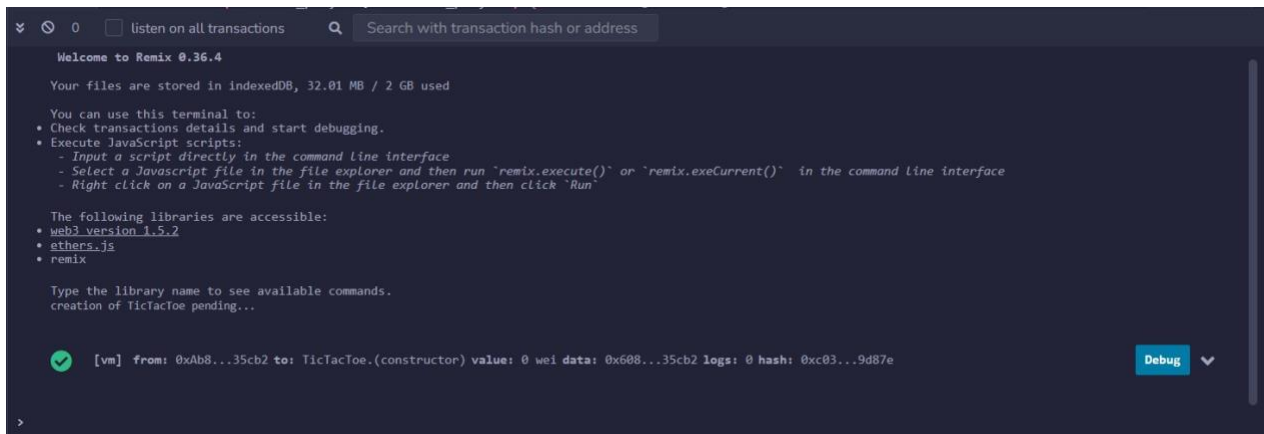 0 listen on all transactions Search with transaction hash or address
Welcome to Remix 0.36.4
Your files are stored in indexedDB, 32.01 MB / 2 GB used
You can use this terminal to:
• Check transactions details and start debugging.
• Execute JavaScript scripts:
- Input a script directly in the command line interface
- Select a Javascript file in the file explorer and then run `remix.execute()` or `remix.exeCurrent()` in the command line interface
- Right click on a JavaScript file in the file explorer and then click `Run`
The following libraries are accessible:
• web3 version 1.5.2
• ethers.js
• remix
Type the library name to see available commands.
creation of TicTacToe pending...
[vm] from: 0xAb8...35cb2 to: TicTacToe.(constructor) value: 0 wei data: 0x608...35cb2 logs: 0 hash: 0xc03...9d87e Debug
>